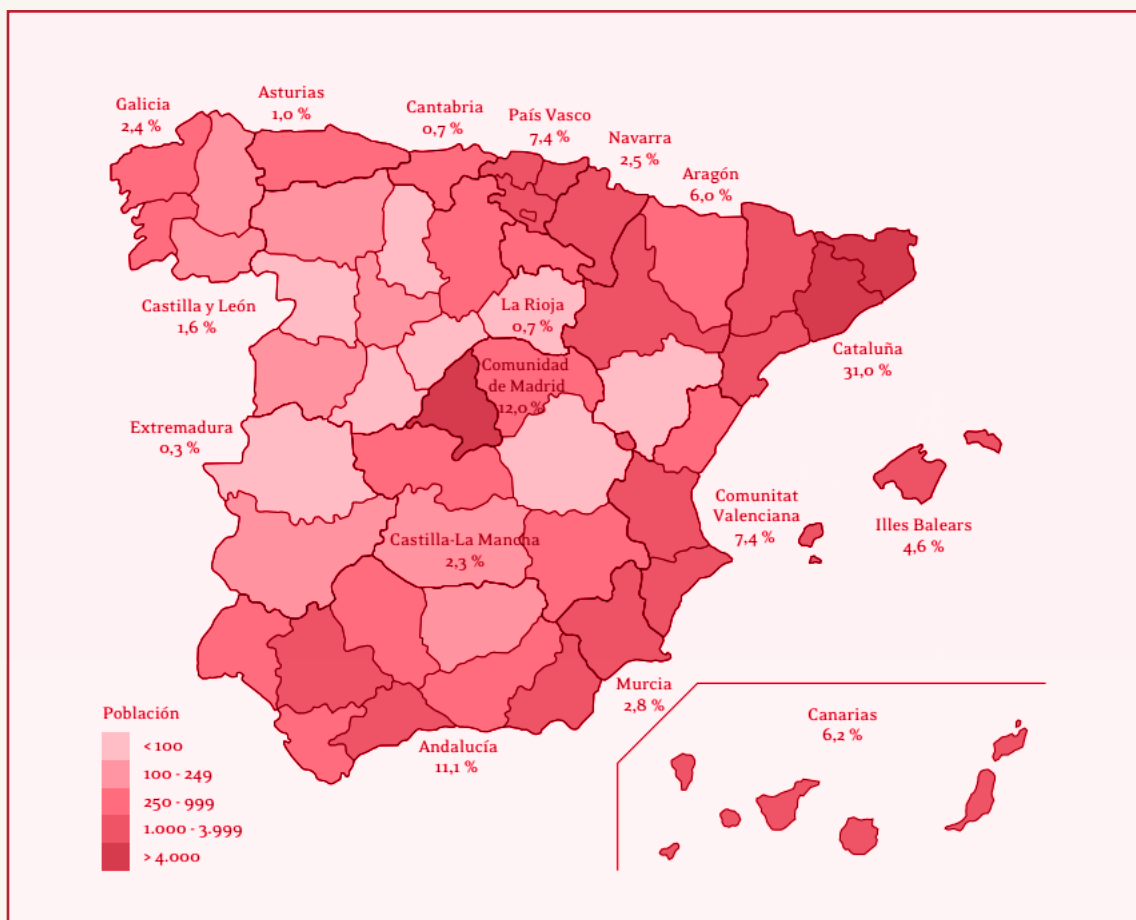 Galicia
2,4 %
Asturias
1,0 %
Cantabria
0,7 %
País Vasco
7,4 %
Navarra
2,5 %
Aragón
6,0 %
Castilla y León
1,6 %
La Rioja
0,7 %
Cataluña
31,0 %
Comunidad
de Madrid
12,0%
Extremadura
0,3 %
Comunitat
Valenciana
7,4 %
Illes Balears
4,6 %
Castilla-La Mancha
2,3 %
Murcia
2,8 %
Andalucía
11,1 %
Canarias
6,2 %
Población
< 100
100 - 249
250 - 999
1.000 - 3.999
> 4.000